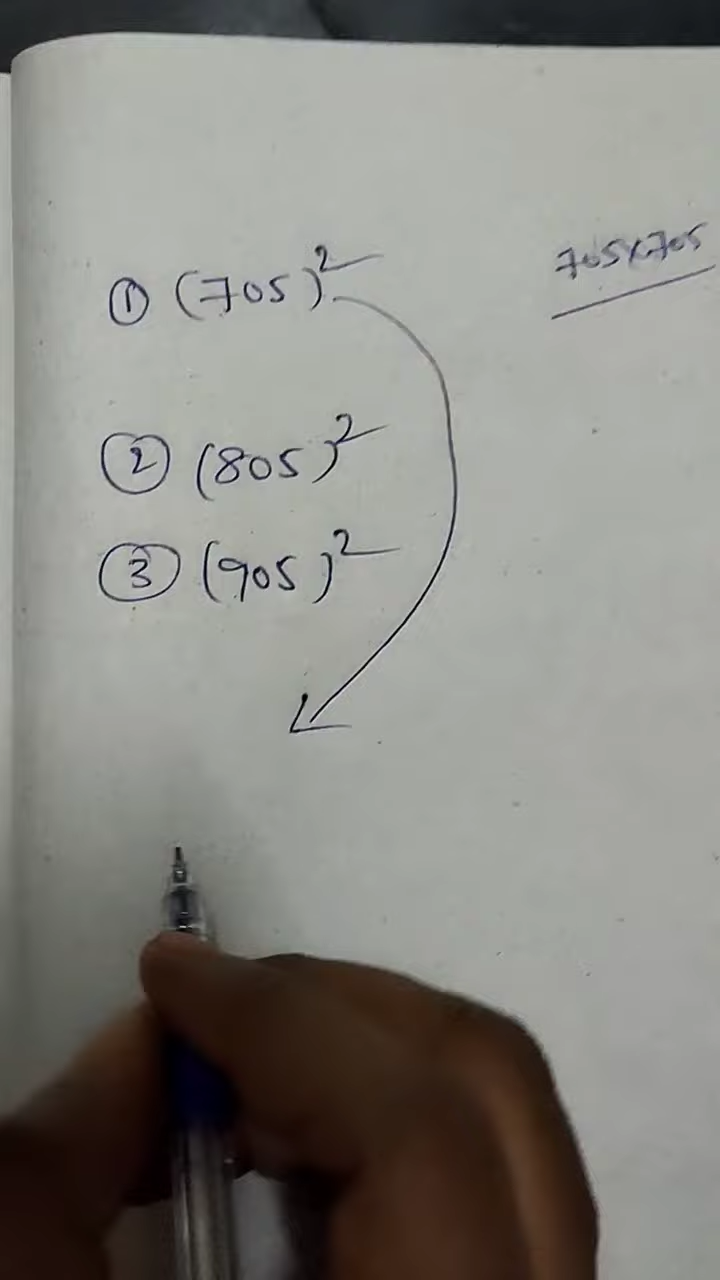 ① (705)²
705×705
② (805)²
③ (905)²